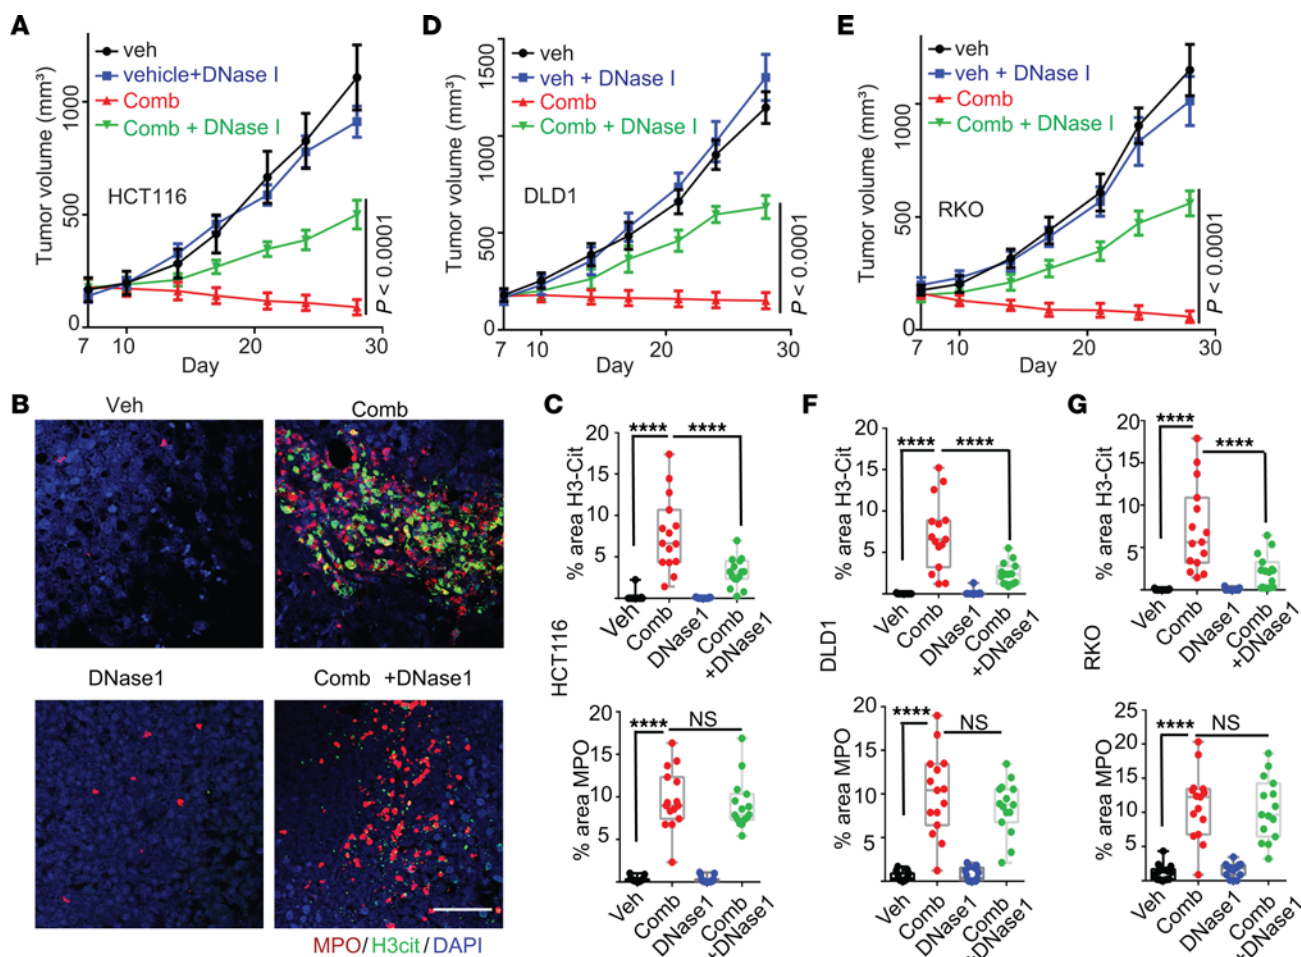 A
veh
vehicle+DNase I
Comb
Comb + DNase I
HCT116
Tumor volume (mm³)
1000
500
0
7 10 20 30
Day
P < 0.0001
D
veh
veh + DNase I
Comb
Comb + DNase I
DLD1
Tumor volume (mm³)
1500
1000
500
0
7 10 20 30
Day
P < 0.0001
E
veh
veh + DNase I
Comb
Comb + DNase I
RKO
Tumor volume (mm³)
1000
500
0
7 10 20 30
Day
P < 0.0001
B
Veh Comb
DNase1 Comb +DNase1
MPO/H3cit/DAPI
C
**** ****
% area H3-Cit
20
15
10
5
Veh
Comb
DNase1
Comb
+DNase1
HCT116
**** NS
% area MPO
20
15
10
5
0
Veh
Comb
DNase1
Comb
+DNase1
F
**** ****
% area H3-Cit
20
15
10
5
0
Veh
Comb
DNase1
Comb
+DNase1
DLD1
**** NS
% area MPO
20
15
10
5
0
Veh
Comb
DNase1
Comb
+DNase1
G
**** ****
% area H3-Cit
20
15
10
5
Veh
Comb
DNase1
Comb
+DNase1
RKO
**** NS
% area MPO
25
20
15
10
5
0
Veh
Comb
DNase1
Comb
+DNase1